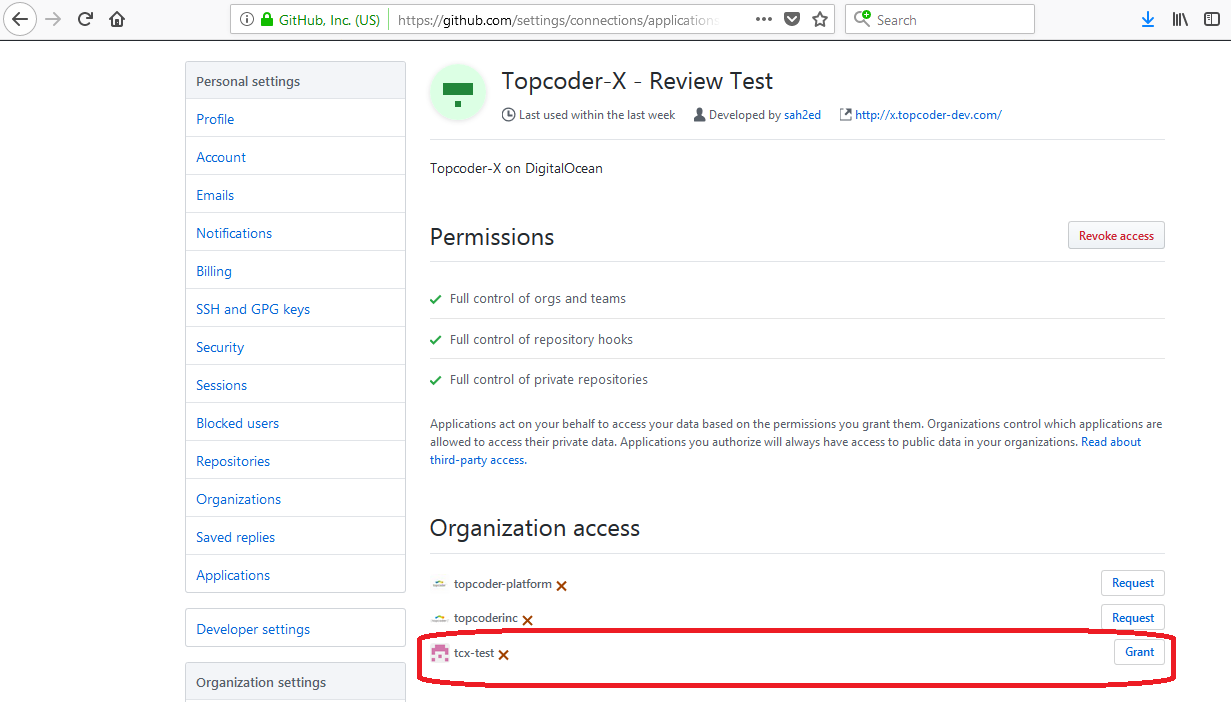 GitHub, Inc. (US)
https://github.com/settings/connections/applications
Search
Personal settings
Profile
Account
Emails
Notifications
Billing
SSH and GPG keys
Security
Sessions
Blocked users
Repositories
Organizations
Saved replies
Applications
Developer settings
Organization settings
Topcoder-X - Review Test
Last used within the last week Developed by sah2ed http://x.topcoder-dev.com/
Topcoder-X on DigitalOcean
Permissions
Revoke access
Full control of orgs and teams
Full control of repository hooks
Full control of private repositories
Applications act on your behalf to access your data based on the permissions you grant them. Organizations control which applications are
allowed to access their private data. Applications you authorize will always have access to public data in your organizations. Read about
third-party access.
Organization access
topcoder-platform Request
topcoderinc Request
tcx-test Grant